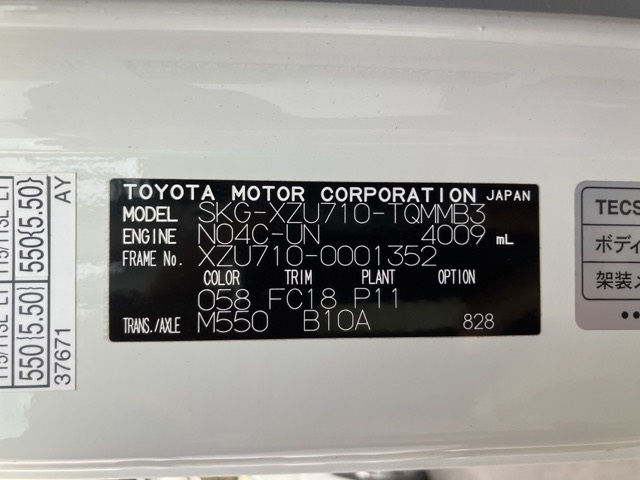 TOYOTA MOTOR CORPORATION JAPAN
MODEL SKG-XZU710-TQMMB3
ENGINE N04C-UN 4009 mL
FRAME No. XZU710-0001352
COLOR TRIM PLANT OPTION
058 FC18 P11
TRANS./AXLE M550 B10A 828
550{5.50}
550{5.50}
AY
37671
TECS
ボディ
架装メ